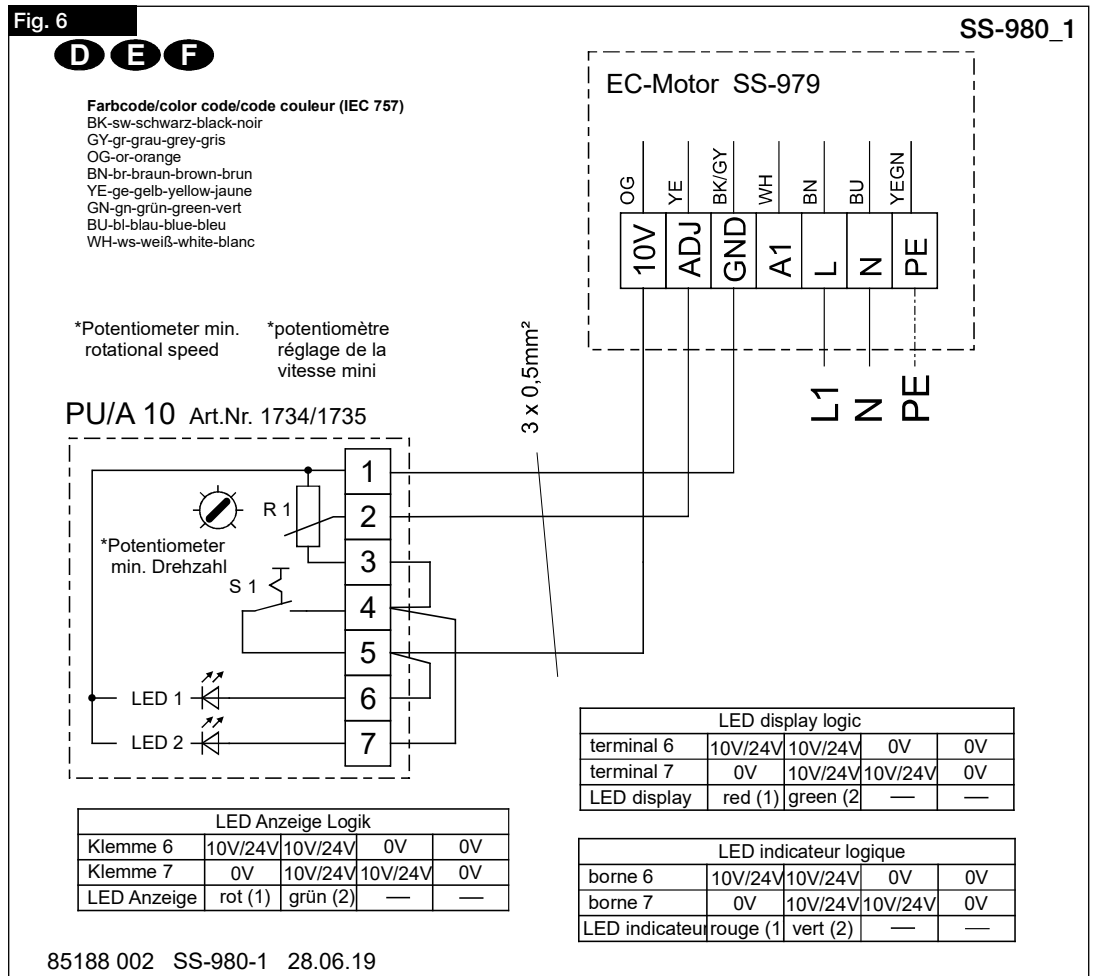 Fig. 6
SS-980_1
D E F
Farbcode/color code/code couleur (IEC 757)
BK-sw-schwarz-black-noir
GY-gr-grau-grey-gris
OG-or-orange
BN-br-braun-brown-brun
YE-ge-gelb-yellow-jaune
GN-gn-grün-green-vert
BU-bl-blau-blue-bleu
WH-ws-weiß-white-blanc
EC-Motor SS-979
OG YE BK/GY WH BN BU YEGN
10V ADJ GND A1 L N PE
L1 N PE
*Potentiometer min.
rotational speed
*potentiomètre
réglage de la
vitesse mini
3 x 0,5mm²
PU/A 10 Art.Nr. 1734/1735
1
R 1
2
*Potentiometer
min. Drehzahl
3
S 1
4
5
LED 1
6
LED 2
7
LED display logic
terminal 6 10V/24V 10V/24V 0V 0V
terminal 7 0V 10V/24V 10V/24V 0V
LED display red (1) green (2 — —
LED Anzeige Logik
Klemme 6 10V/24V 10V/24V 0V 0V
Klemme 7 0V 10V/24V 10V/24V 0V
LED Anzeige rot (1) grün (2) — —
LED indicateur logique
borne 6 10V/24V 10V/24V 0V 0V
borne 7 0V 10V/24V 10V/24V 0V
LED indicateur rouge (1 vert (2) — —
85188 002 SS-980-1 28.06.19